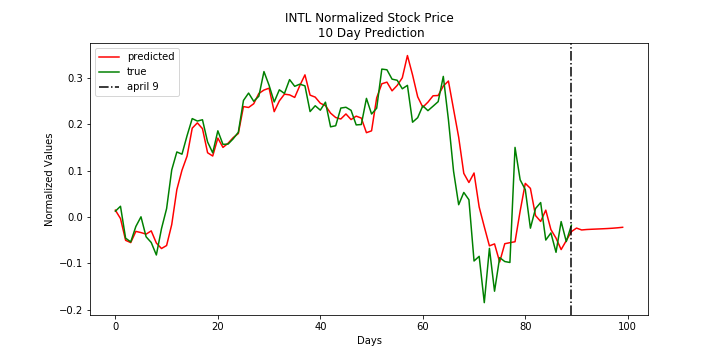 INTL Normalized Stock Price
10 Day Prediction
predicted
true
april 9
Normalized Values
0.3
0.2
0.1
0.0
−0.1
−0.2
0 20 40 60 80 100
Days